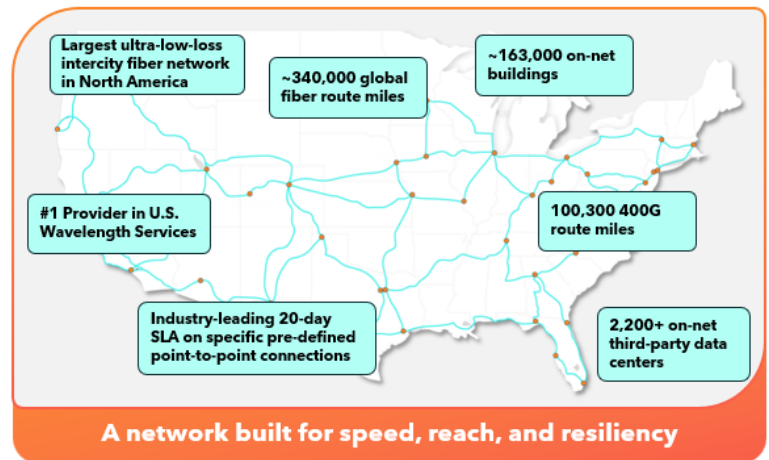 Largest ultra-low-loss
intercity fiber network
in North America
~340,000 global
fiber route miles
~163,000 on-net
buildings
#1 Provider in U.S.
Wavelength Services
100,300 400G
route miles
Industry-leading 20-day
SLA on specific pre-defined
point-to-point connections
2,200+ on-net
third-party data
centers
A network built for speed, reach, and resiliency